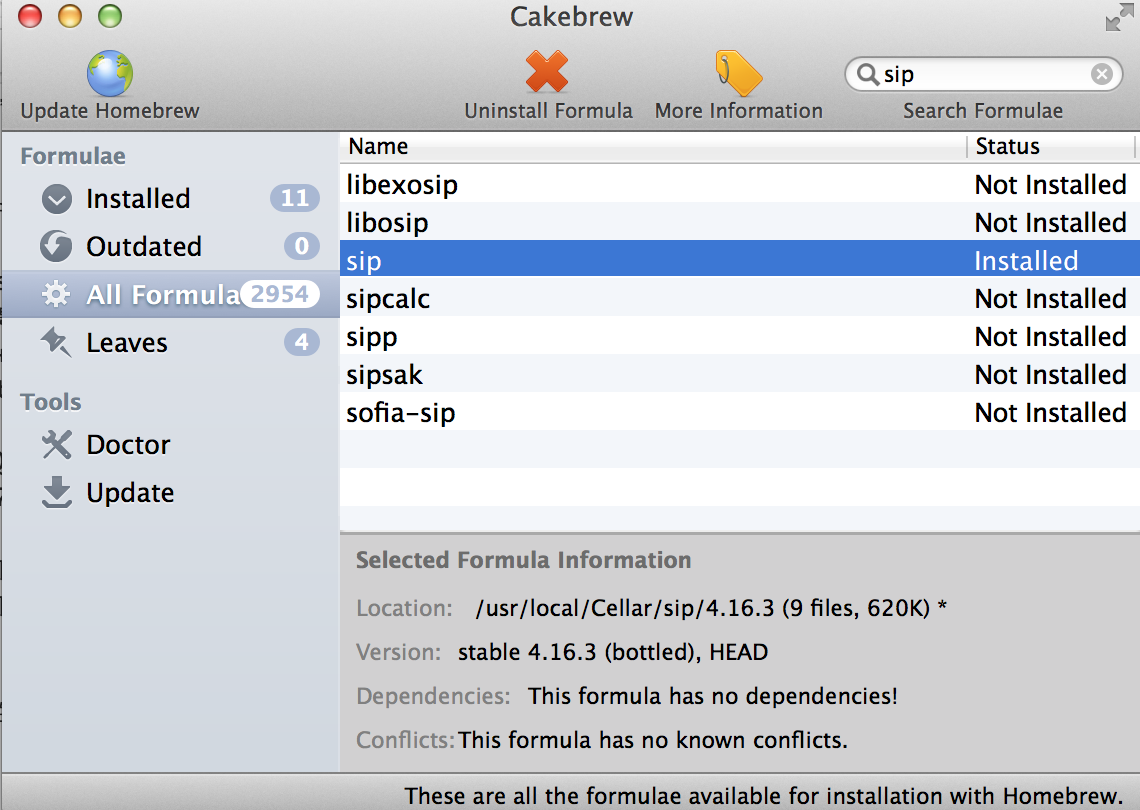 Cakebrew
Update Homebrew
Uninstall Formula
More Information
sip
Search Formulae
Formulae
Installed 11
Outdated 0
All Formula 2954
Leaves 4
Tools
Doctor
Update
Name Status
libexosip Not Installed
libosip Not Installed
sip Installed
sipcalc Not Installed
sipp Not Installed
sipsak Not Installed
sofia-sip Not Installed
Selected Formula Information
Location: /usr/local/Cellar/sip/4.16.3 (9 files, 620K) *
Version: stable 4.16.3 (bottled), HEAD
Dependencies: This formula has no dependencies!
Conflicts: This formula has no known conflicts.
These are all the formulae available for installation with Homebrew.